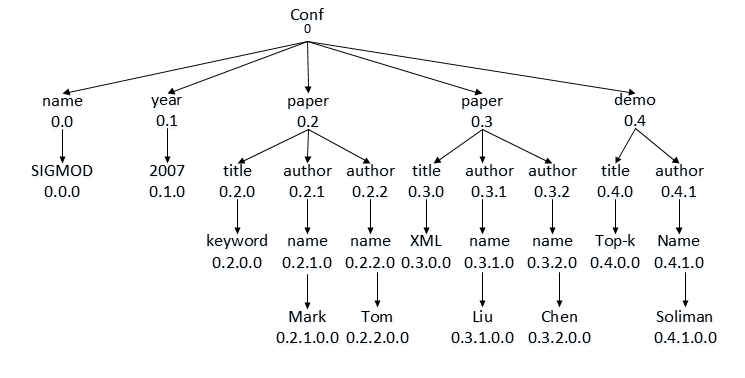 Conf
0
name year paper paper demo
0.0 0.1 0.2 0.3 0.4
SIGMOD 2007 title author author title author author title author
0.0.0 0.1.0 0.2.0 0.2.1 0.2.2 0.3.0 0.3.1 0.3.2 0.4.0 0.4.1
keyword name name XML name name Top-k Name
0.2.0.0 0.2.1.0 0.2.2.0 0.3.0.0 0.3.1.0 0.3.2.0 0.4.0.0 0.4.1.0
Mark Tom Liu Chen Soliman
0.2.1.0.0 0.2.2.0.0 0.3.1.0.0 0.3.2.0.0 0.4.1.0.0